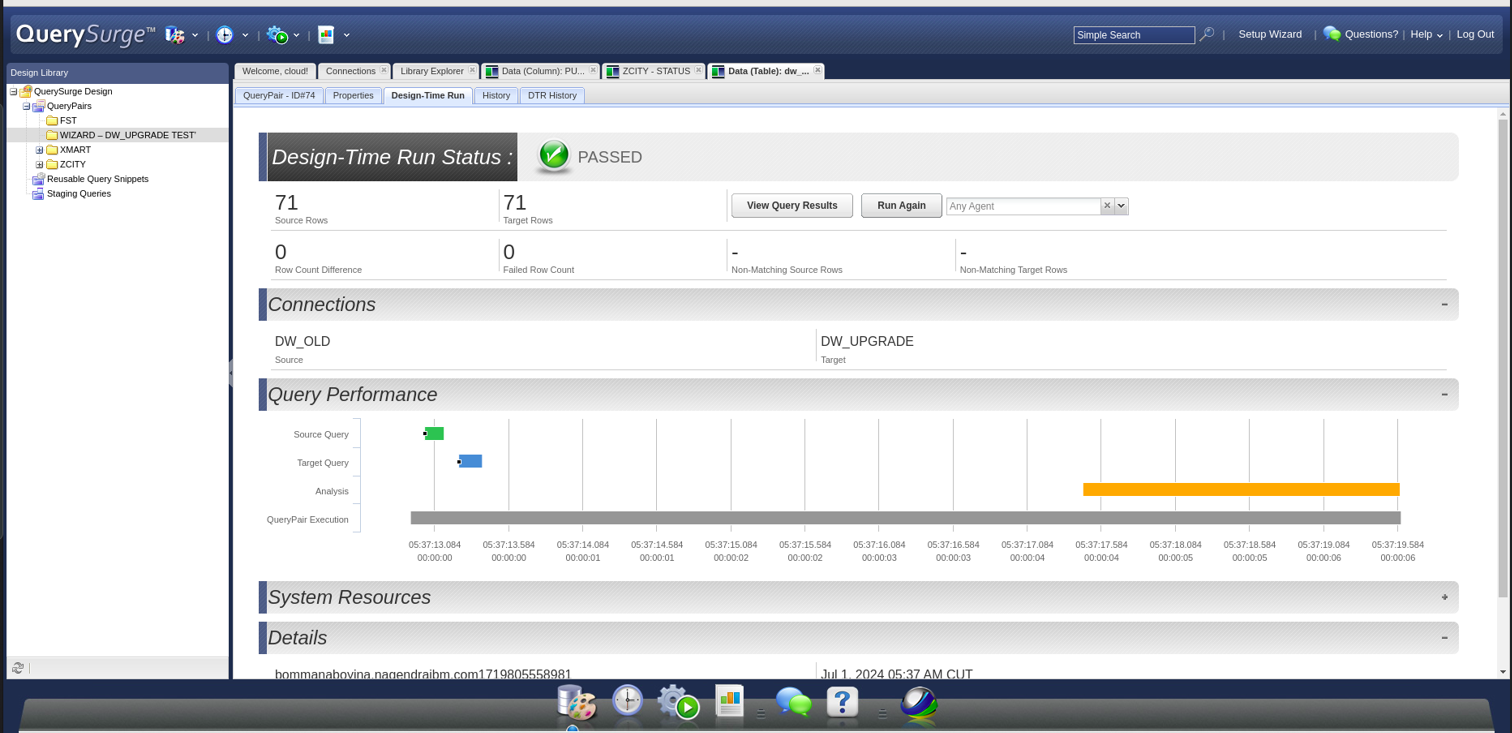 QuerySurge™
Simple Search
Setup Wizard
Questions?
Help
Log Out
Design Library
QuerySurge Design
QueryPairs
FST
WIZARD – DW_UPGRADE TEST'
XMART
ZCITY
Reusable Query Snippets
Staging Queries
Welcome, cloud! Connections Library Explorer Data (Column): PU... ZCITY - STATUS Data (Table): dw_...
QueryPair - ID#74 Properties Design-Time Run History DTR History
Design-Time Run Status : PASSED
71 71
Source Rows Target Rows
View Query Results Run Again Any Agent
0 0 - -
Row Count Difference Failed Row Count Non-Matching Source Rows Non-Matching Target Rows
Connections
DW_OLD DW_UPGRADE
Source Target
Query Performance
Source Query
Target Query
Analysis
QueryPair Execution
05:37:13.084 05:37:13.584 05:37:14.084 05:37:14.584 05:37:15.084 05:37:15.584 05:37:16.084 05:37:16.584 05:37:17.084 05:37:17.584 05:37:18.084 05:37:18.584 05:37:19.084 05:37:19.584
00:00:00 00:00:00 00:00:01 00:00:01 00:00:02 00:00:02 00:00:03 00:00:03 00:00:04 00:00:04 00:00:05 00:00:05 00:00:06 00:00:06
System Resources
Details
bommanaboyina.nagendraibm.com1719805558981 Jul 1, 2024 05:37 AM CUT